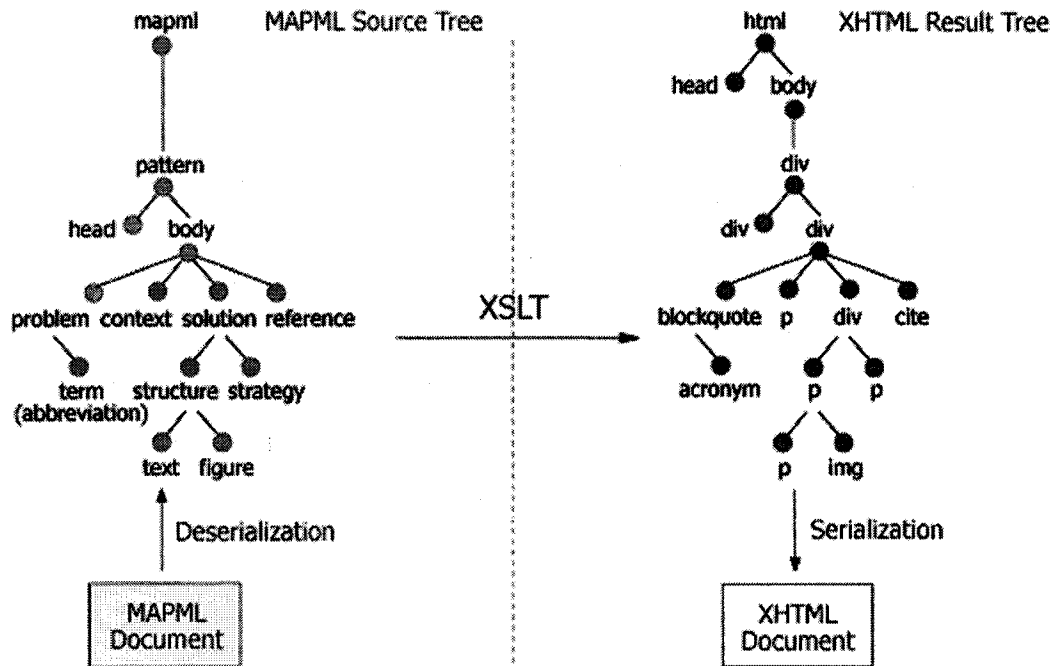 mapml MAPML Source Tree
pattern
head body
problem context solution reference
term structure strategy
(abbreviation)
text figure
Deserialization
MAPML
Document
XSLT
html XHTML Result Tree
head body
div
div div
blockquote p div cite
acronym p p
p img
Serialization
XHTML
Document